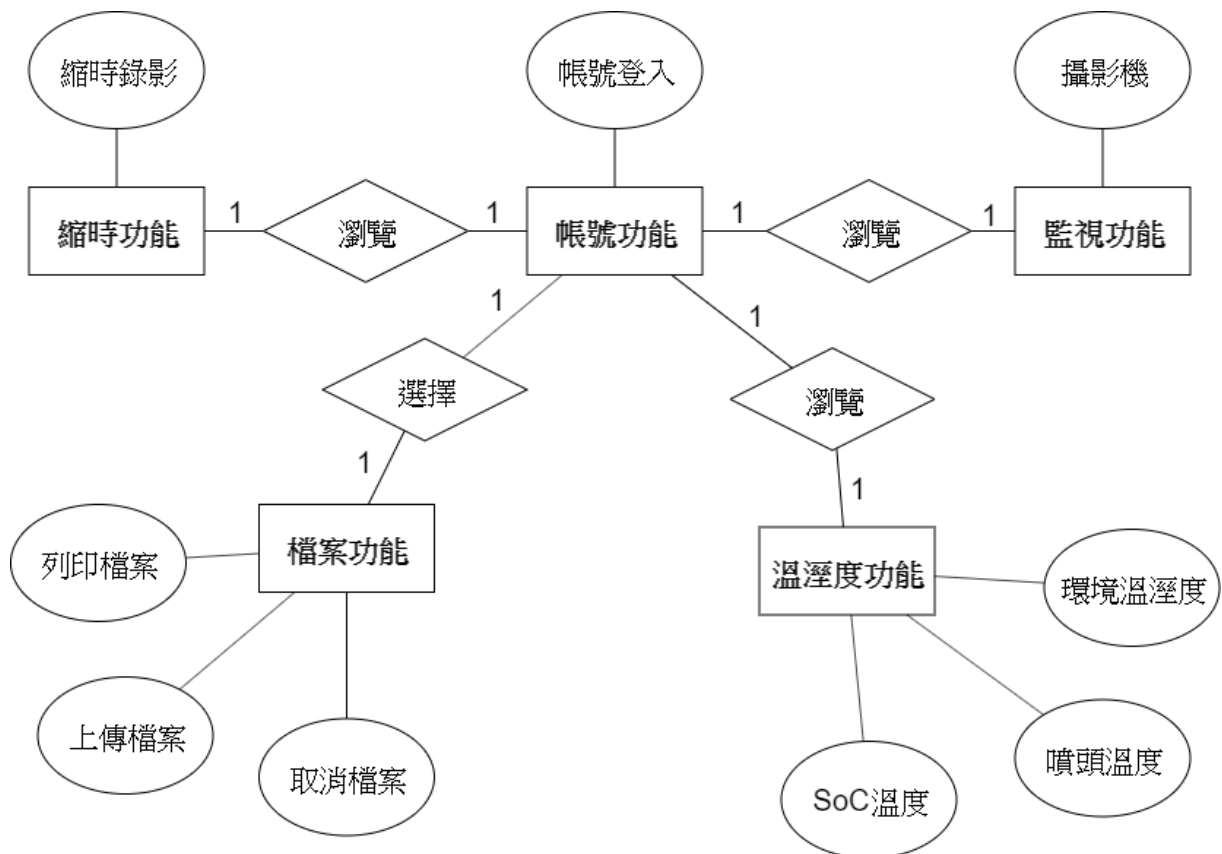 縮時錄影
帳號登入
攝影機
縮時功能
1
瀏覽
1
帳號功能
1
瀏覽
1
監視功能
1
1
選擇
瀏覽
1
1
檔案功能
溫溼度功能
列印檔案
環境溫溼度
上傳檔案
取消檔案
噴頭溫度
SoC溫度